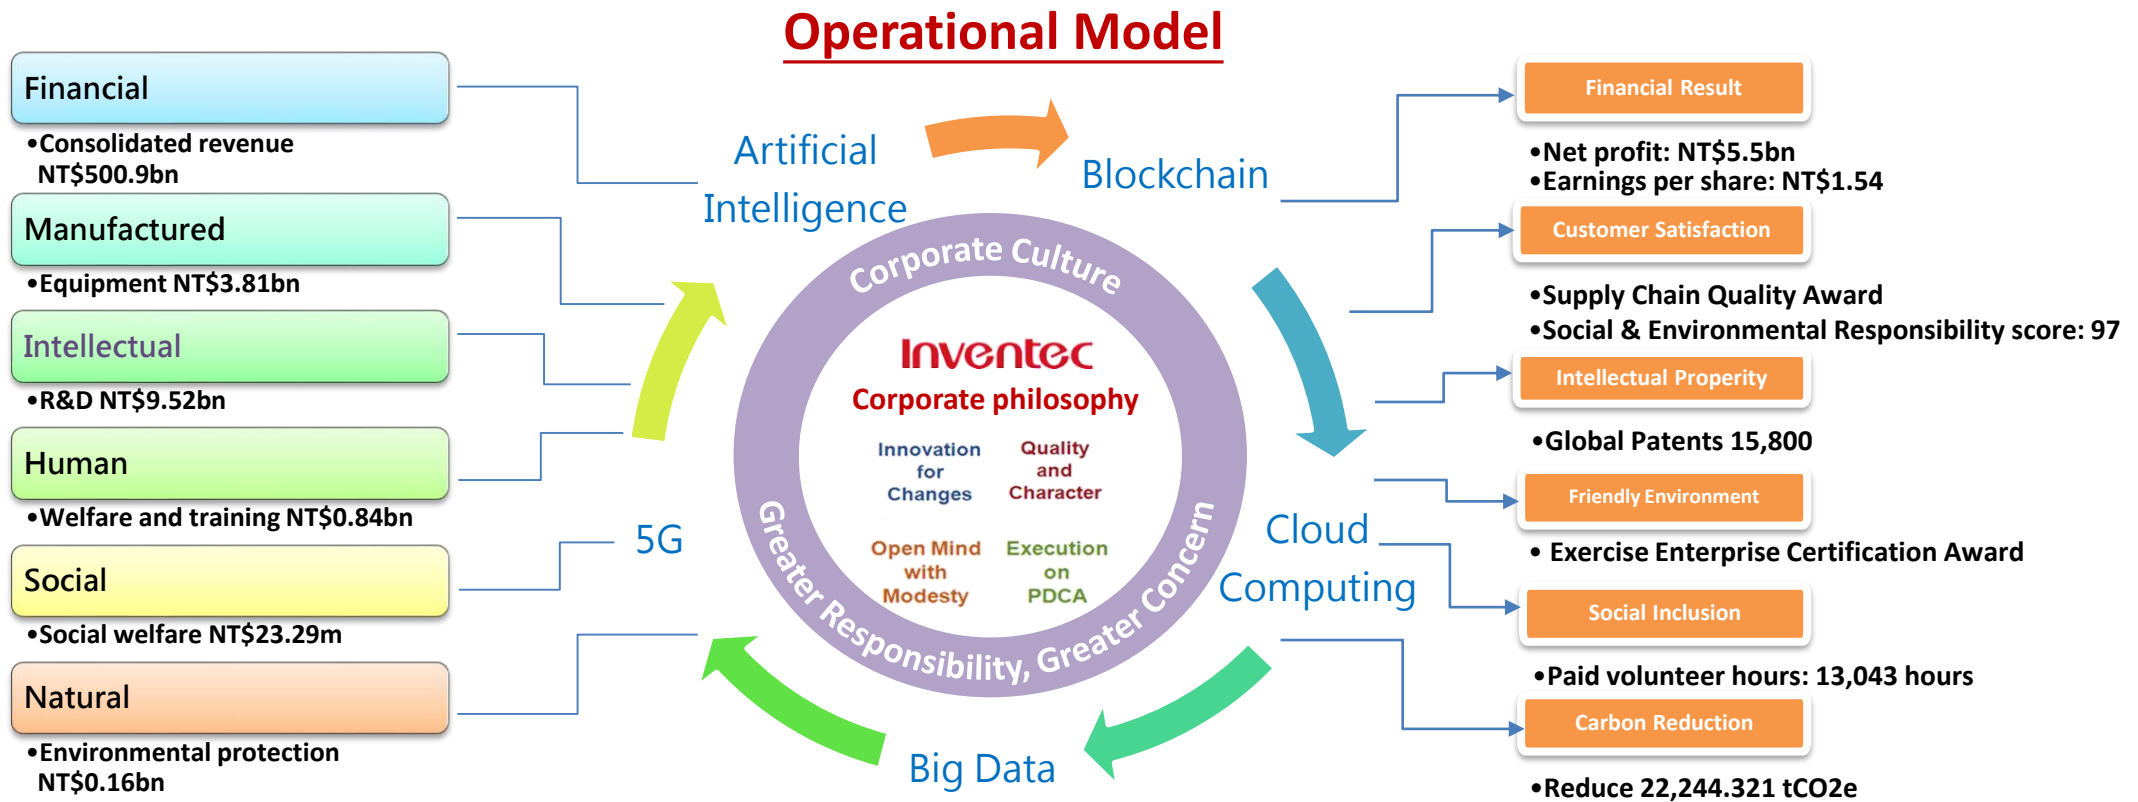 Operational Model
Financial
•Consolidated revenue
NT$500.9bn
Manufactured
•Equipment NT$3.81bn
Intellectual
•R&D NT$9.52bn
Human
•Welfare and training NT$0.84bn
Social
•Social welfare NT$23.29m
Natural
•Environmental protection
NT$0.16bn
Artificial
Intelligence
Blockchain
Cloud
Computing
Big Data
5G
Corporate Culture
Inventec
Corporate philosophy
Innovation
for
Changes
Quality
and
Character
Open Mind
with
Modesty
Execution
on
PDCA
Greater Responsibility, Greater Concern
Financial Result
•Net profit: NT$5.5bn
•Earnings per share: NT$1.54
Customer Satisfaction
•Supply Chain Quality Award
•Social & Environmental Responsibility score: 97
Intellectual Properity
•Global Patents 15,800
Friendly Environment
• Exercise Enterprise Certification Award
Social Inclusion
•Paid volunteer hours: 13,043 hours
Carbon Reduction
•Reduce 22,244.321 tCO2e